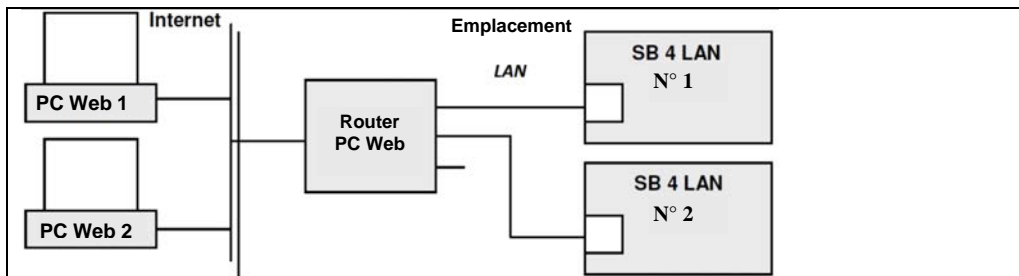 Internet
Emplacement
PC Web 1
LAN
SB 4 LAN
N° 1
Router
PC Web
PC Web 2
SB 4 LAN
N° 2